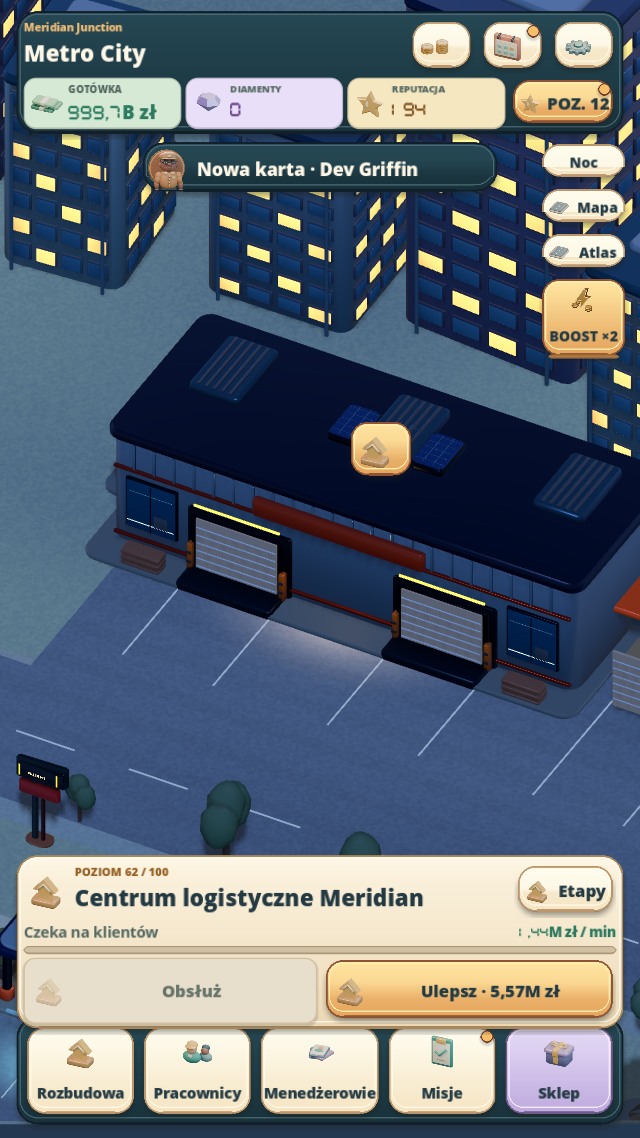 Meridian Junction
Metro City
GOTÓWKA
999,7B zł
DIAMENTY
0
REPUTACJA
194
POZ. 12
Nowa karta · Dev Griffin
Noc
Mapa
Atlas
BOOST ×2
POZIOM 62 / 100
Centrum logistyczne Meridian
Etapy
Czeka na klientów
1,44M zł / min
Obsłuż
Ulepsz · 5,57M zł
Rozbudowa
Pracownicy
Menedżerowie
Misje
Sklep